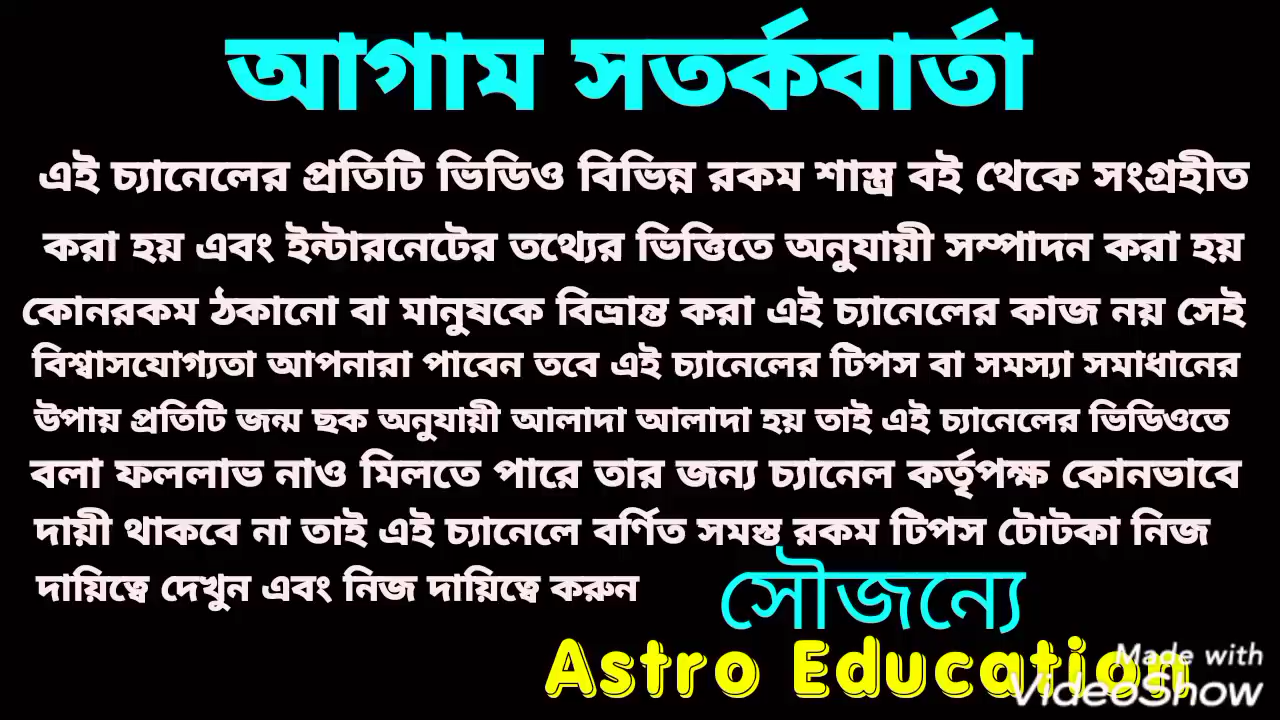 আগাম সতর্কবার্তা
এই চ্যানেলের প্রতিটি ভিডিও বিভিন্ন রকম শাস্ত্র বই থেকে সংগ্রহীত
করা হয় এবং ইন্টারনেটের তথ্যের ভিত্তিতে অনুযায়ী সম্পাদন করা হয়
কোনরকম ঠকানো বা মানুষকে বিভ্রান্ত করা এই চ্যানেলের কাজ নয় সেই
বিশ্বাসযোগ্যতা আপনারা পাবেন তবে এই চ্যানেলের টিপস বা সমস্যা সমাধানের
উপায় প্রতিটি জন্ম ছক অনুযায়ী আলাদা আলাদা হয় তাই এই চ্যানেলের ভিডিওতে
বলা ফললাভ নাও মিলতে পারে তার জন্য চ্যানেল কর্তৃপক্ষ কোনভাবে
দায়ী থাকবে না তাই এই চ্যানেলে বর্ণিত সমস্ত রকম টিপস টোটকা নিজ
দায়িত্বে দেখুন এবং নিজ দায়িত্বে করুন
সৌজন্যে
Astro Education
Made with
VideoShow